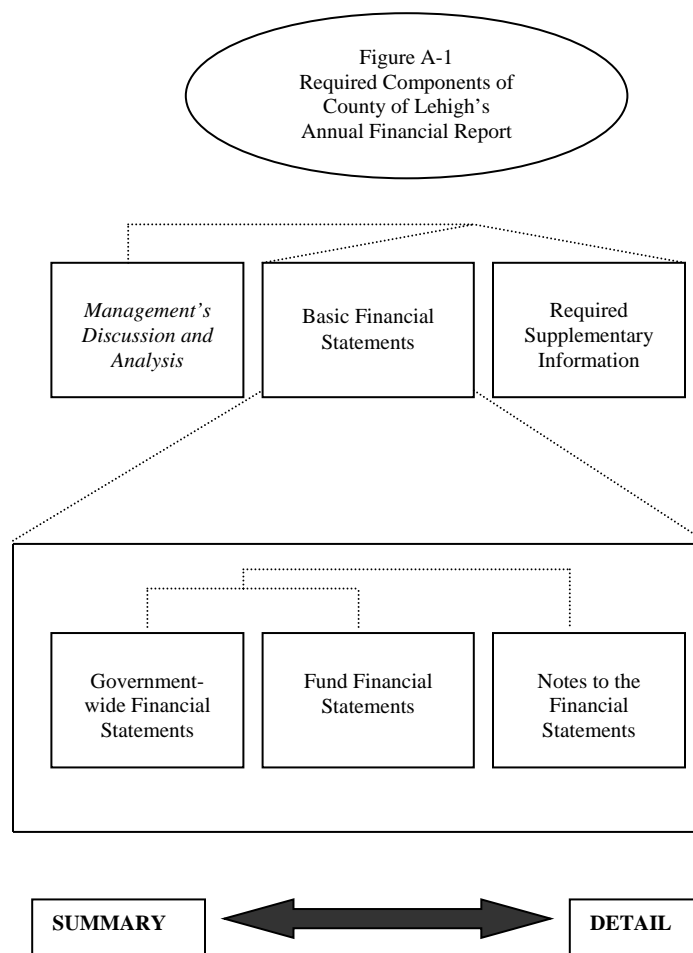 Figure A-1
Required Components of
County of Lehigh’s
Annual Financial Report
Management’s
Discussion and
Analysis
Basic Financial
Statements
Required
Supplementary
Information
Government-
wide Financial
Statements
Fund Financial
Statements
Notes to the
Financial
Statements
SUMMARY
DETAIL